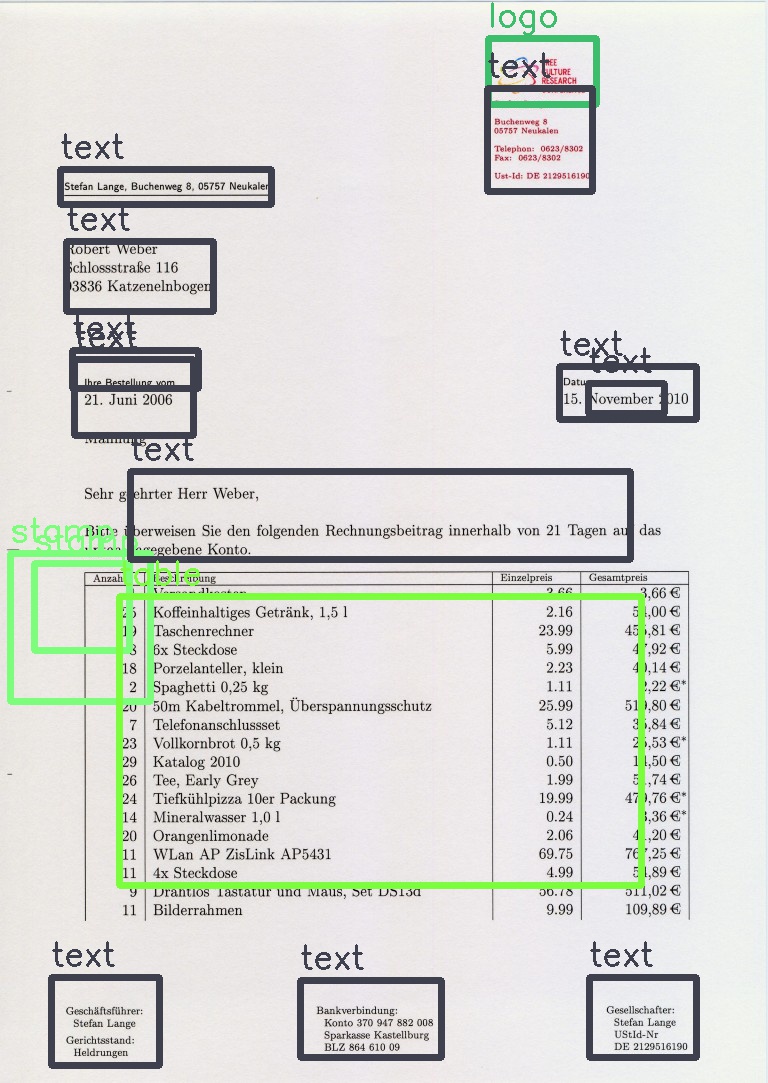 logo
text
FREE
CULTURE
RESEARCH
CONFERENCE
Buchenweg 8
05757 Neukalen
Telephon: 0623/8302
Fax: 0623/8302
Ust-Id: DE 2129516190
text
Stefan Lange, Buchenweg 8, 05757 Neukalen
text
Robert Weber
Schlossstraße 116
03836 Katzenelnbogen
text
text
Ihre Bestellung vom
21. Juni 2006
text
text
Datum
15. November 2010
Mahnung
text
Sehr geehrter Herr Weber,
Bitte überweisen Sie den folgenden Rechnungsbeitrag innerhalb von 21 Tagen auf das
Konto.
stamp
stamp
table
Anzahl Beschreibung Einzelpreis Gesamtpreis
Versandkosten 3.66 3,66 €
25 Koffeinhaltiges Getränk, 1,5 l 2.16 54,00 €
19 Taschenrechner 23.99 455,81 €
8 6x Steckdose 5.99 47,92 €
18 Porzelanteller, klein 2.23 40,14 €
2 Spaghetti 0,25 kg 1.11 2,22 €*
20 50m Kabeltrommel, Überspannungsschutz 25.99 519,80 €
7 Telefonanschlussset 5.12 35,84 €
23 Vollkornbrot 0,5 kg 1.11 25,53 €*
29 Katalog 2010 0.50 14,50 €
26 Tee, Early Grey 1.99 51,74 €
24 Tiefkühlpizza 10er Packung 19.99 479,76 €*
14 Mineralwasser 1,0 l 0.24 3,36 €*
20 Orangenlimonade 2.06 41,20 €
11 WLan AP ZisLink AP5431 69.75 767,25 €
11 4x Steckdose 4.99 54,89 €
9 Drahtlos Tastatur und Maus, Set DS13d 56.78 511,02 €
11 Bilderrahmen 9.99 109,89 €
text
Geschäftsführer:
Stefan Lange
Gerichtsstand:
Heldrungen
text
Bankverbindung:
Konto 370 947 882 008
Sparkasse Kastellburg
BLZ 864 610 09
text
Gesellschafter:
Stefan Lange
UStId-Nr
DE 2129516190